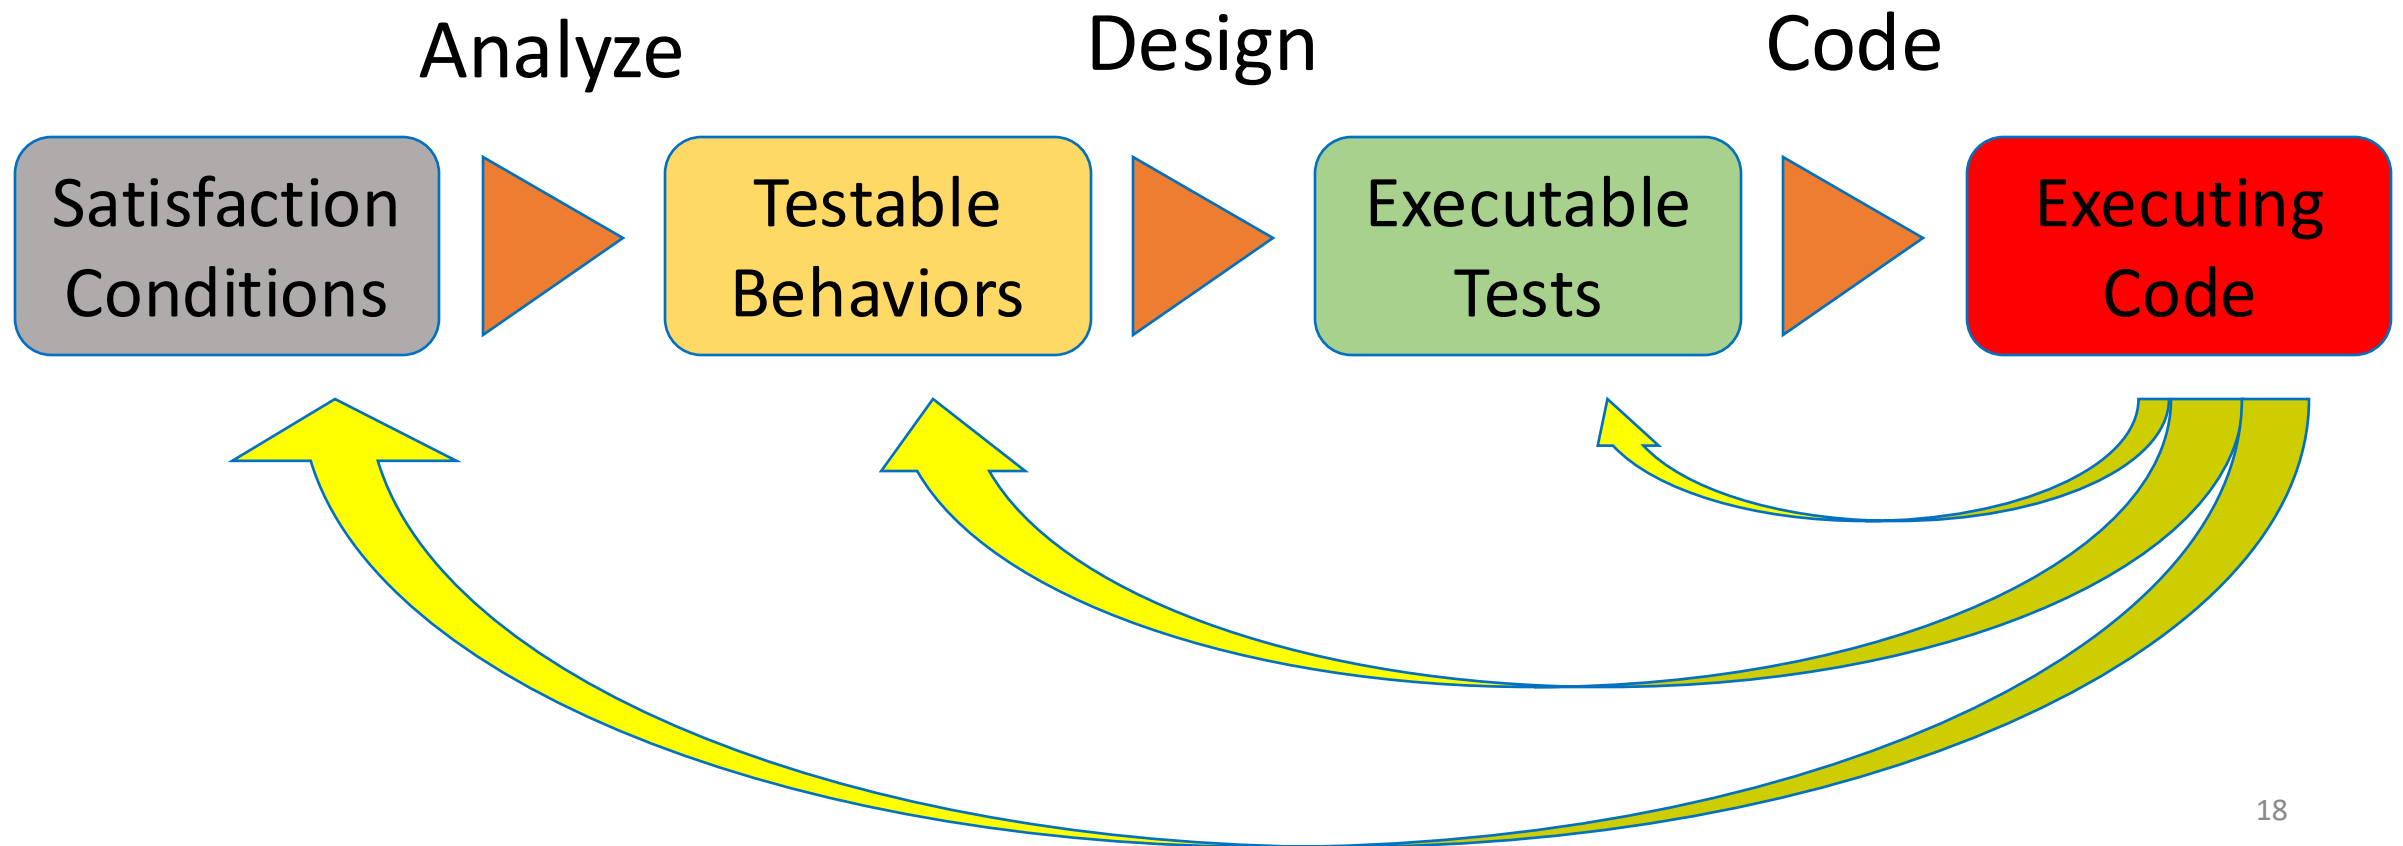 Analyze
Design
Code
Satisfaction
Conditions
Testable
Behaviors
Executable
Tests
Executing
Code
18